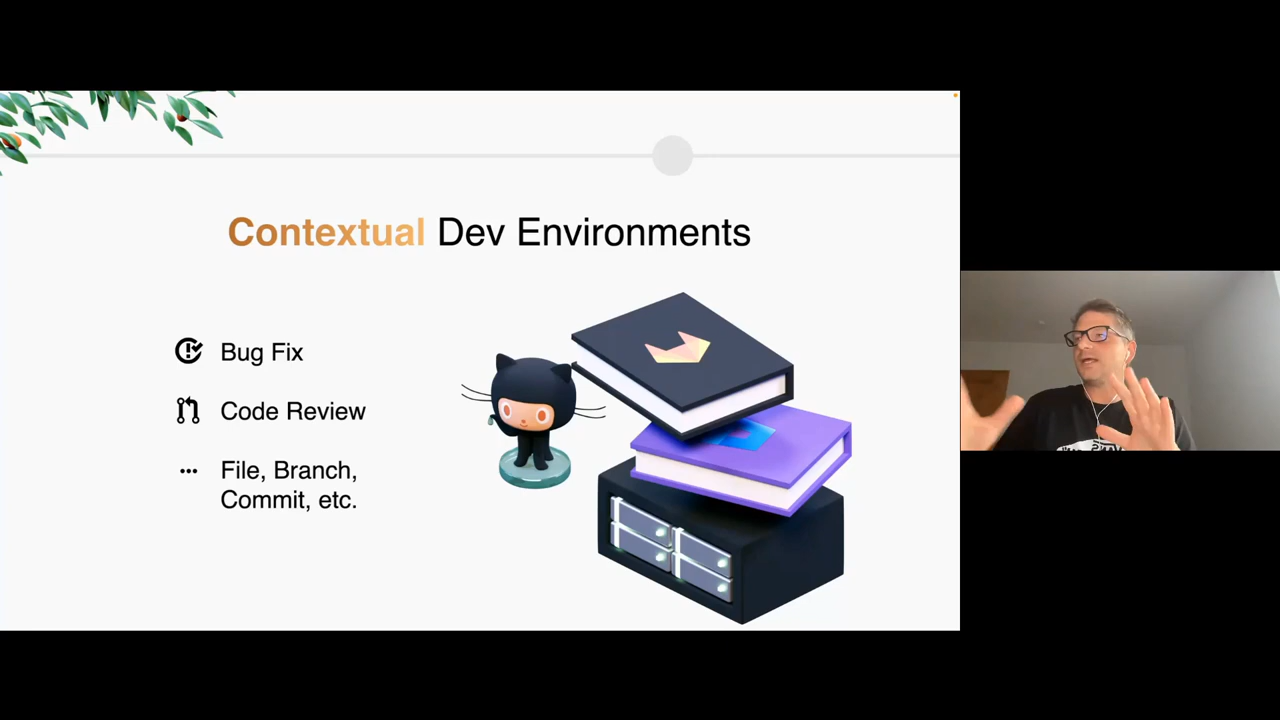 Contextual Dev Environments
Bug Fix
Code Review
File, Branch,
Commit, etc.